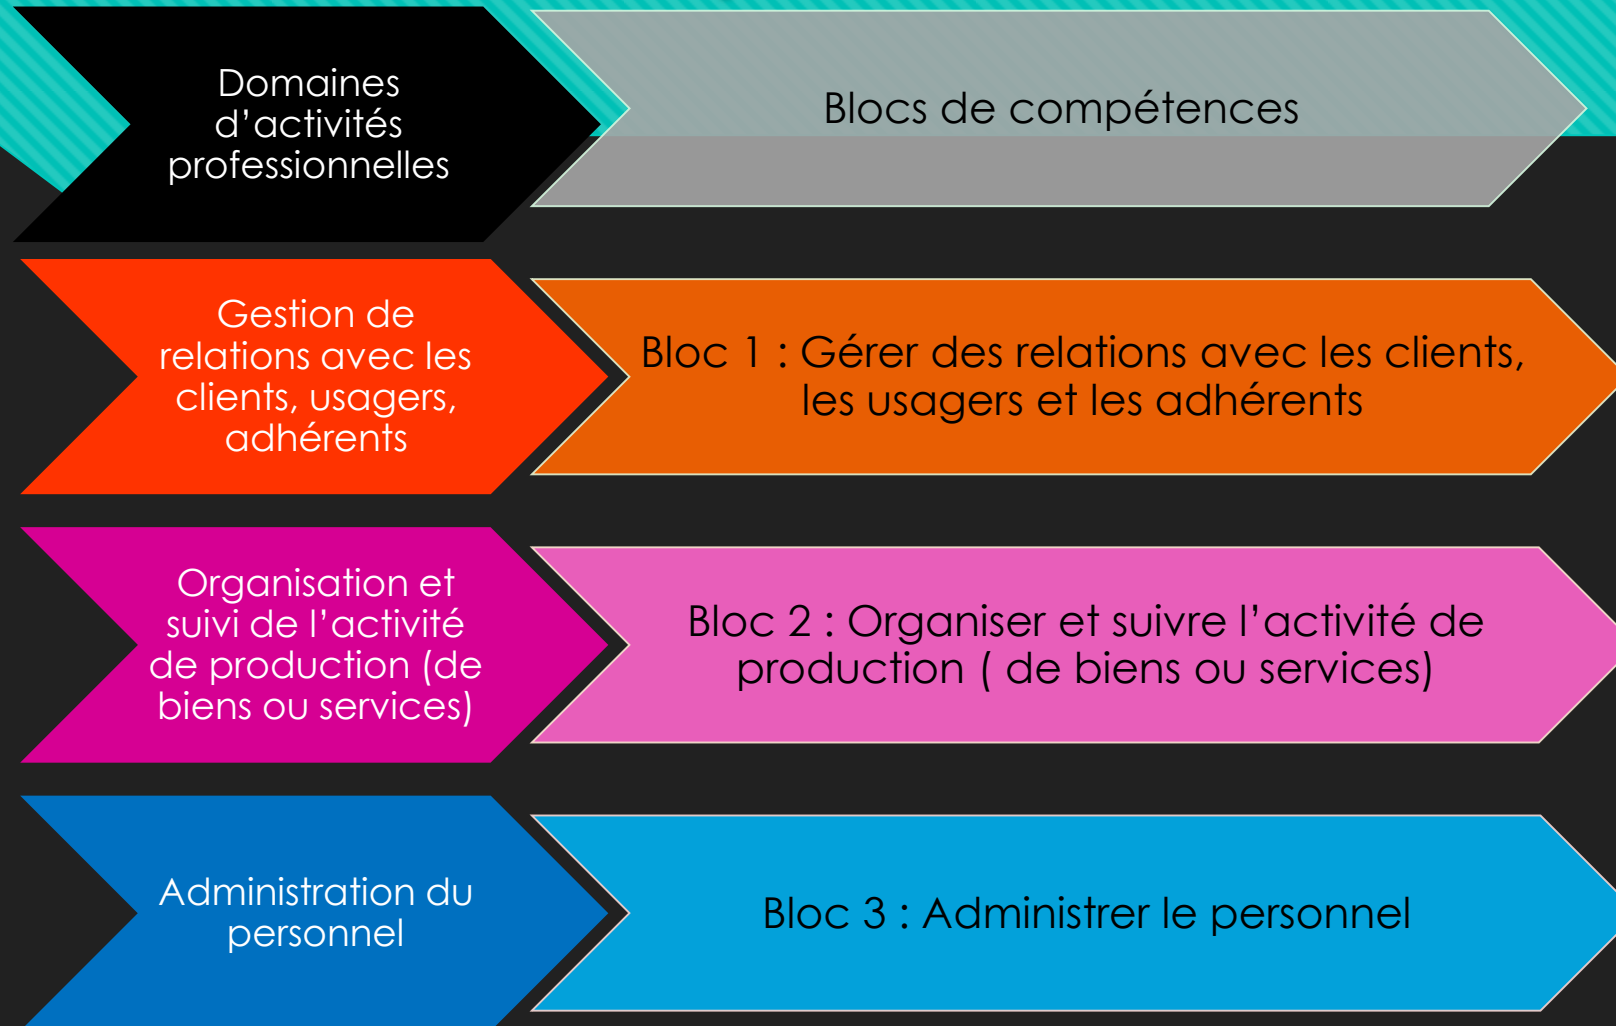 Domaines
d’activités
professionnelles
Blocs de compétences
Gestion de
relations avec les
clients, usagers,
adhérents
Bloc 1 : Gérer des relations avec les clients,
les usagers et les adhérents
Organisation et
suivi de l’activité
de production (de
biens ou services)
Bloc 2 : Organiser et suivre l’activité de
production ( de biens ou services)
Administration du
personnel
Bloc 3 : Administrer le personnel